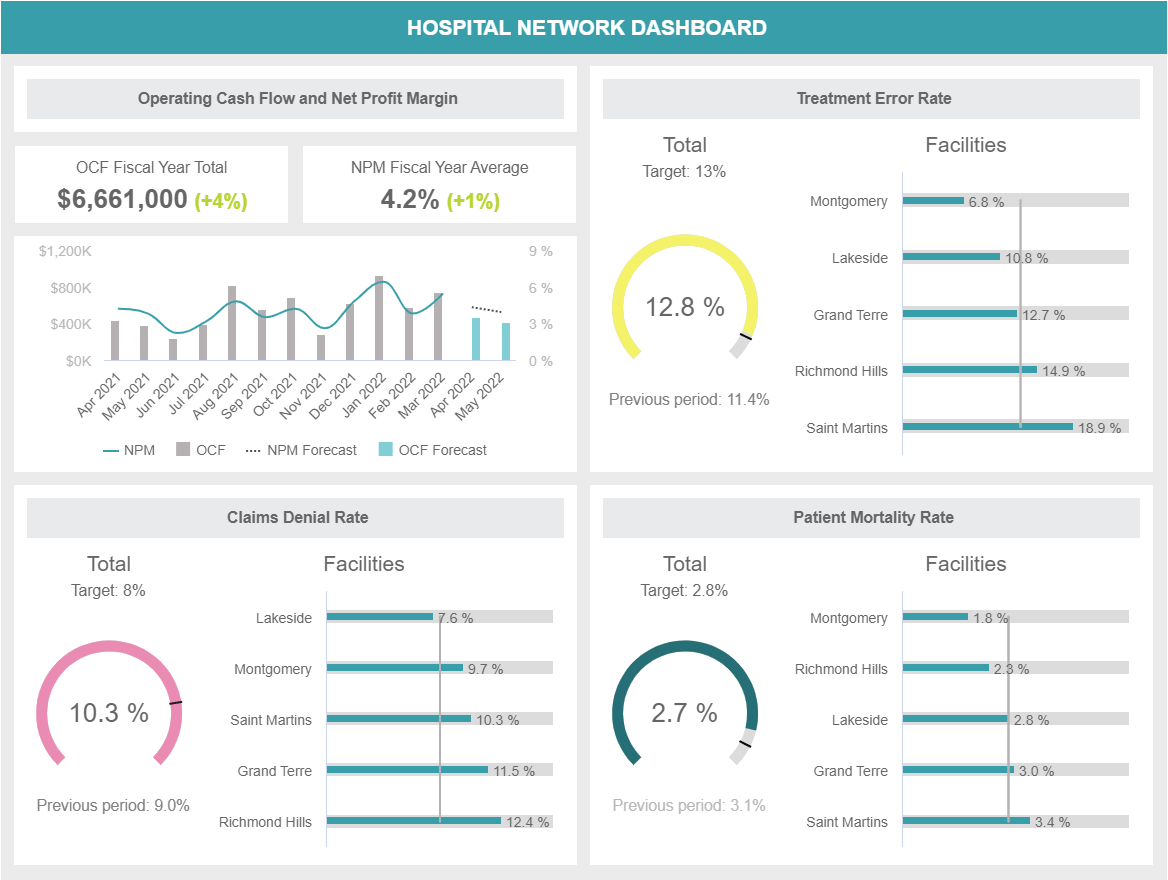 HOSPITAL NETWORK DASHBOARD
Operating Cash Flow and Net Profit Margin
OCF Fiscal Year Total
$6,661,000 (+4%)
NPM Fiscal Year Average
4.2% (+1%)
$1,200K
$800K
$400K
$0K
9 %
6 %
3 %
0 %
Apr 2021
May 2021
Jun 2021
Jul 2021
Aug 2021
Sep 2021
Oct 2021
Nov 2021
Dec 2021
Jan 2022
Feb 2022
Mar 2022
Apr 2022
May 2022
NPM OCF NPM Forecast OCF Forecast
Treatment Error Rate
Total
Target: 13%
12.8 %
Previous period: 11.4%
Facilities
Montgomery 6.8 %
Lakeside 10.8 %
Grand Terre 12.7 %
Richmond Hills 14.9 %
Saint Martins 18.9 %
Claims Denial Rate
Total
Target: 8%
10.3 %
Previous period: 9.0%
Facilities
Lakeside 7.6 %
Montgomery 9.7 %
Saint Martins 10.3 %
Grand Terre 11.5 %
Richmond Hills 12.4 %
Patient Mortality Rate
Total
Target: 2.8%
2.7 %
Previous period: 3.1%
Facilities
Montgomery 1.8 %
Richmond Hills 2.3 %
Lakeside 2.8 %
Grand Terre 3.0 %
Saint Martins 3.4 %